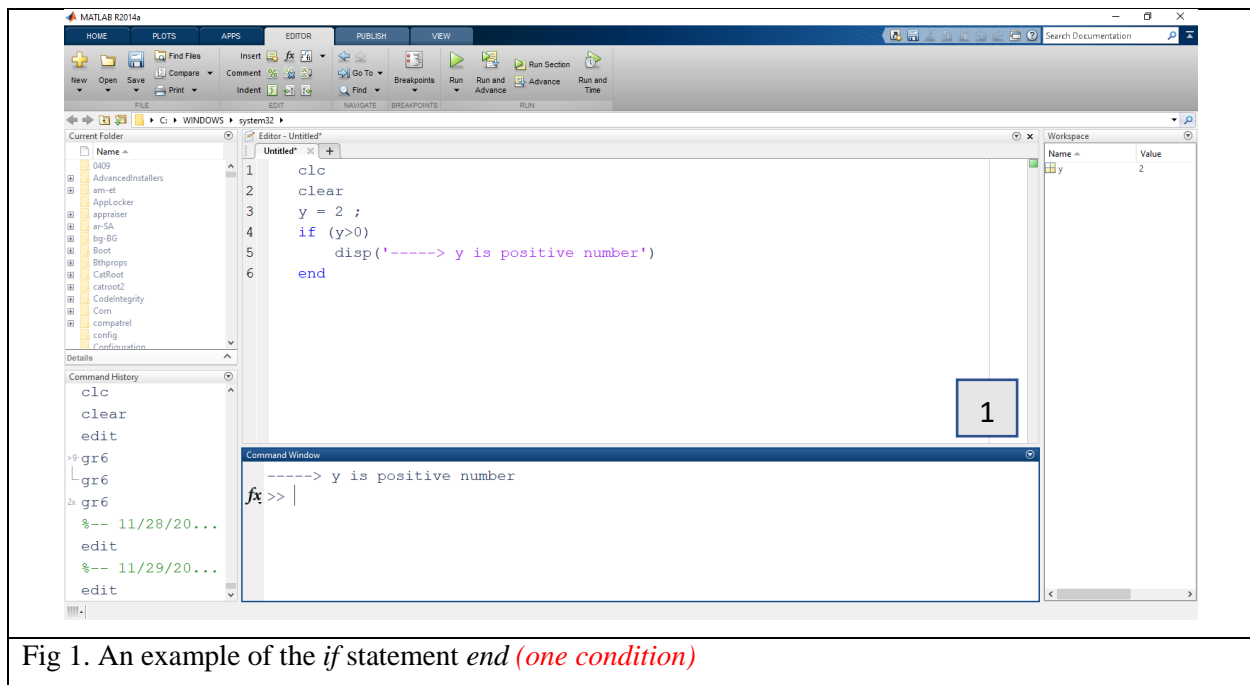 MATLAB R2014a
HOME PLOTS APPS EDITOR PUBLISH VIEW Search Documentation
New Open Save Find Files Compare Print
Insert fx Comment Indent
Go To Find
Breakpoints Run Run and Advance Run Section Advance Run and Time
FILE EDIT NAVIGATE BREAKPOINTS RUN
C: WINDOWS system32
Current Folder
Name
0409
AdvancedInstallers
am-et
AppLocker
appraiser
ar-SA
bg-BG
Boot
Bthprops
CatRoot
catroot2
CodeIntegrity
Com
compatrel
config
Configuration
Details
Command History
clc
clear
edit
9 gr6
gr6
2x gr6
%-- 11/28/20...
edit
%-- 11/29/20...
edit
Editor - Untitled*
Untitled* × +
1 clc
2 clear
3 y = 2 ;
4 if (y>0)
5 disp('-----> y is positive number')
6 end
1
Command Window
-----> y is positive number
fx >>
Workspace
Name Value
y 2
Fig 1. An example of the if statement end (one condition)